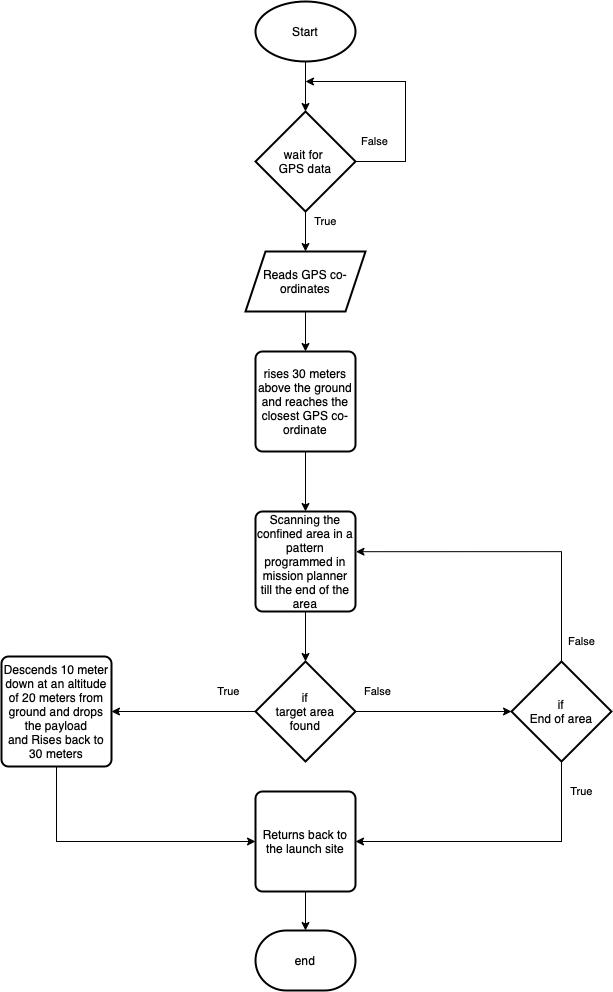 Start
False
wait for
GPS data
True
Reads GPS co-
ordinates
rises 30 meters
above the ground
and reaches the
closest GPS co-
ordinate
Scanning the
confined area in a
pattern
programmed in
mission planner
till the end of the
area
False
Descends 10 meter
down at an altitude
of 20 meters from
ground and drops
the payload
and Rises back to
30 meters
True
if
target area
found
False
if
End of area
True
Returns back to
the launch site
end